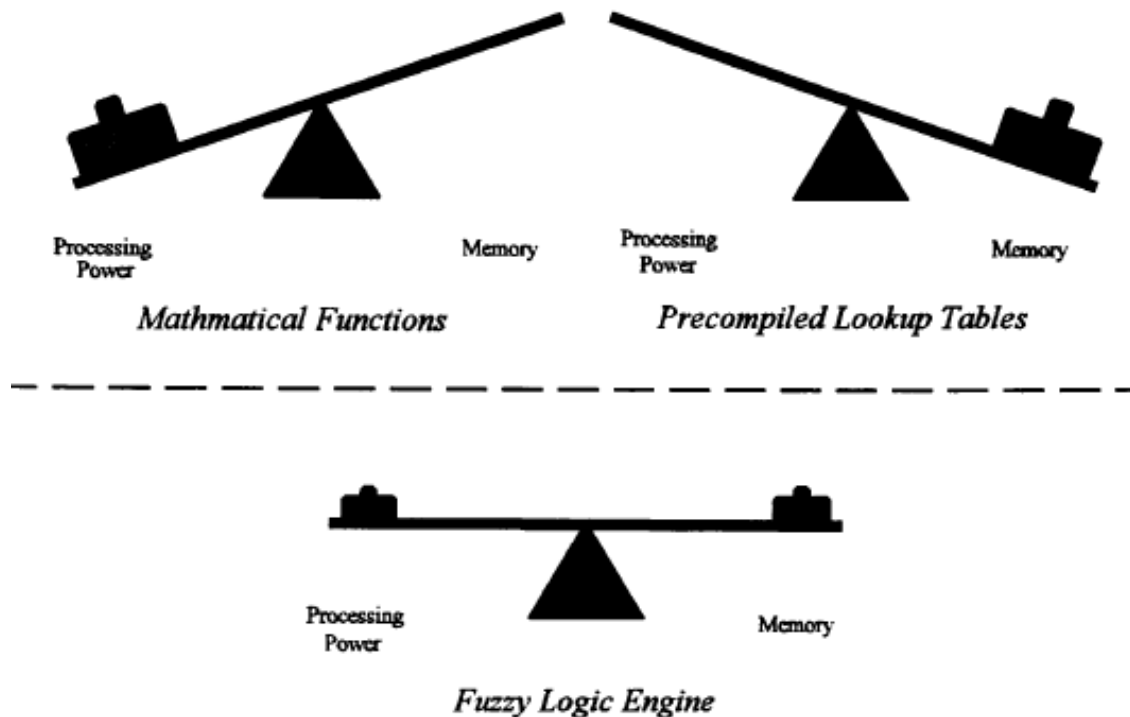 Processing
Power
Memory
Mathmatical Functions
Processing
Power
Memory
Precompiled Lookup Tables
Processing
Power
Memory
Fuzzy Logic Engine